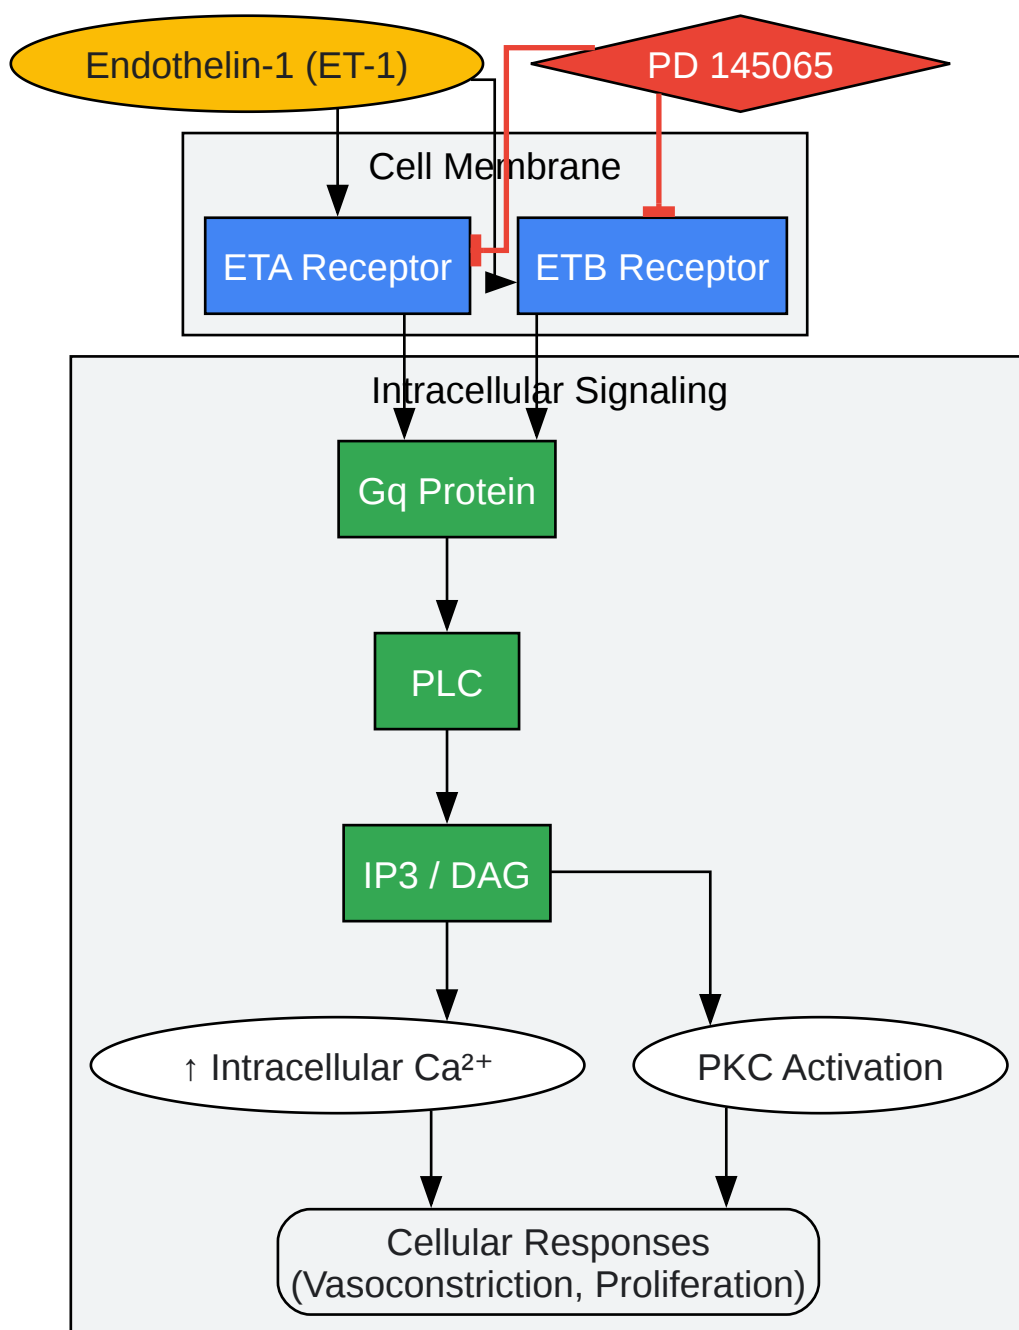 Endothelin-1 (ET-1)
PD 145065
Cell Membrane
ETA Receptor
ETB Receptor
Intracellular Signaling
Gq Protein
PLC
IP3 / DAG
↑ Intracellular Ca²⁺
PKC Activation
Cellular Responses
(Vasoconstriction, Proliferation)